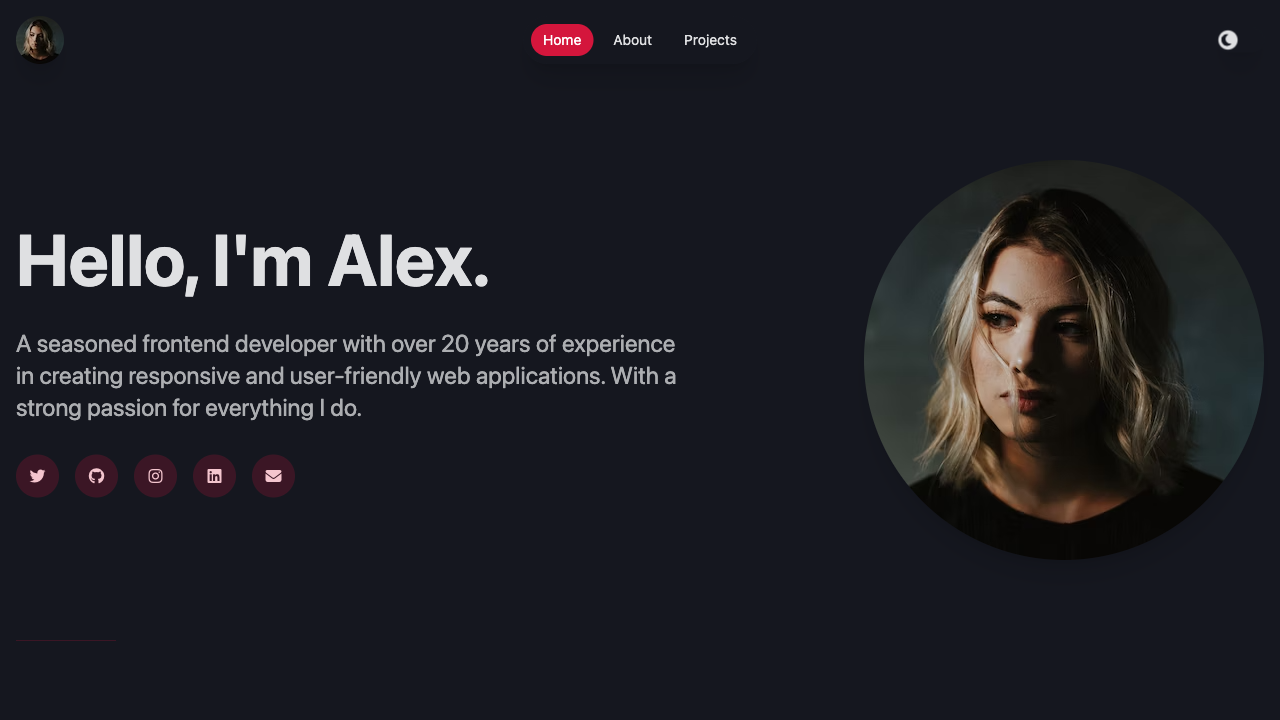 Home About Projects
Hello, I'm Alex.
A seasoned frontend developer with over 20 years of experience
in creating responsive and user-friendly web applications. With a
strong passion for everything I do.